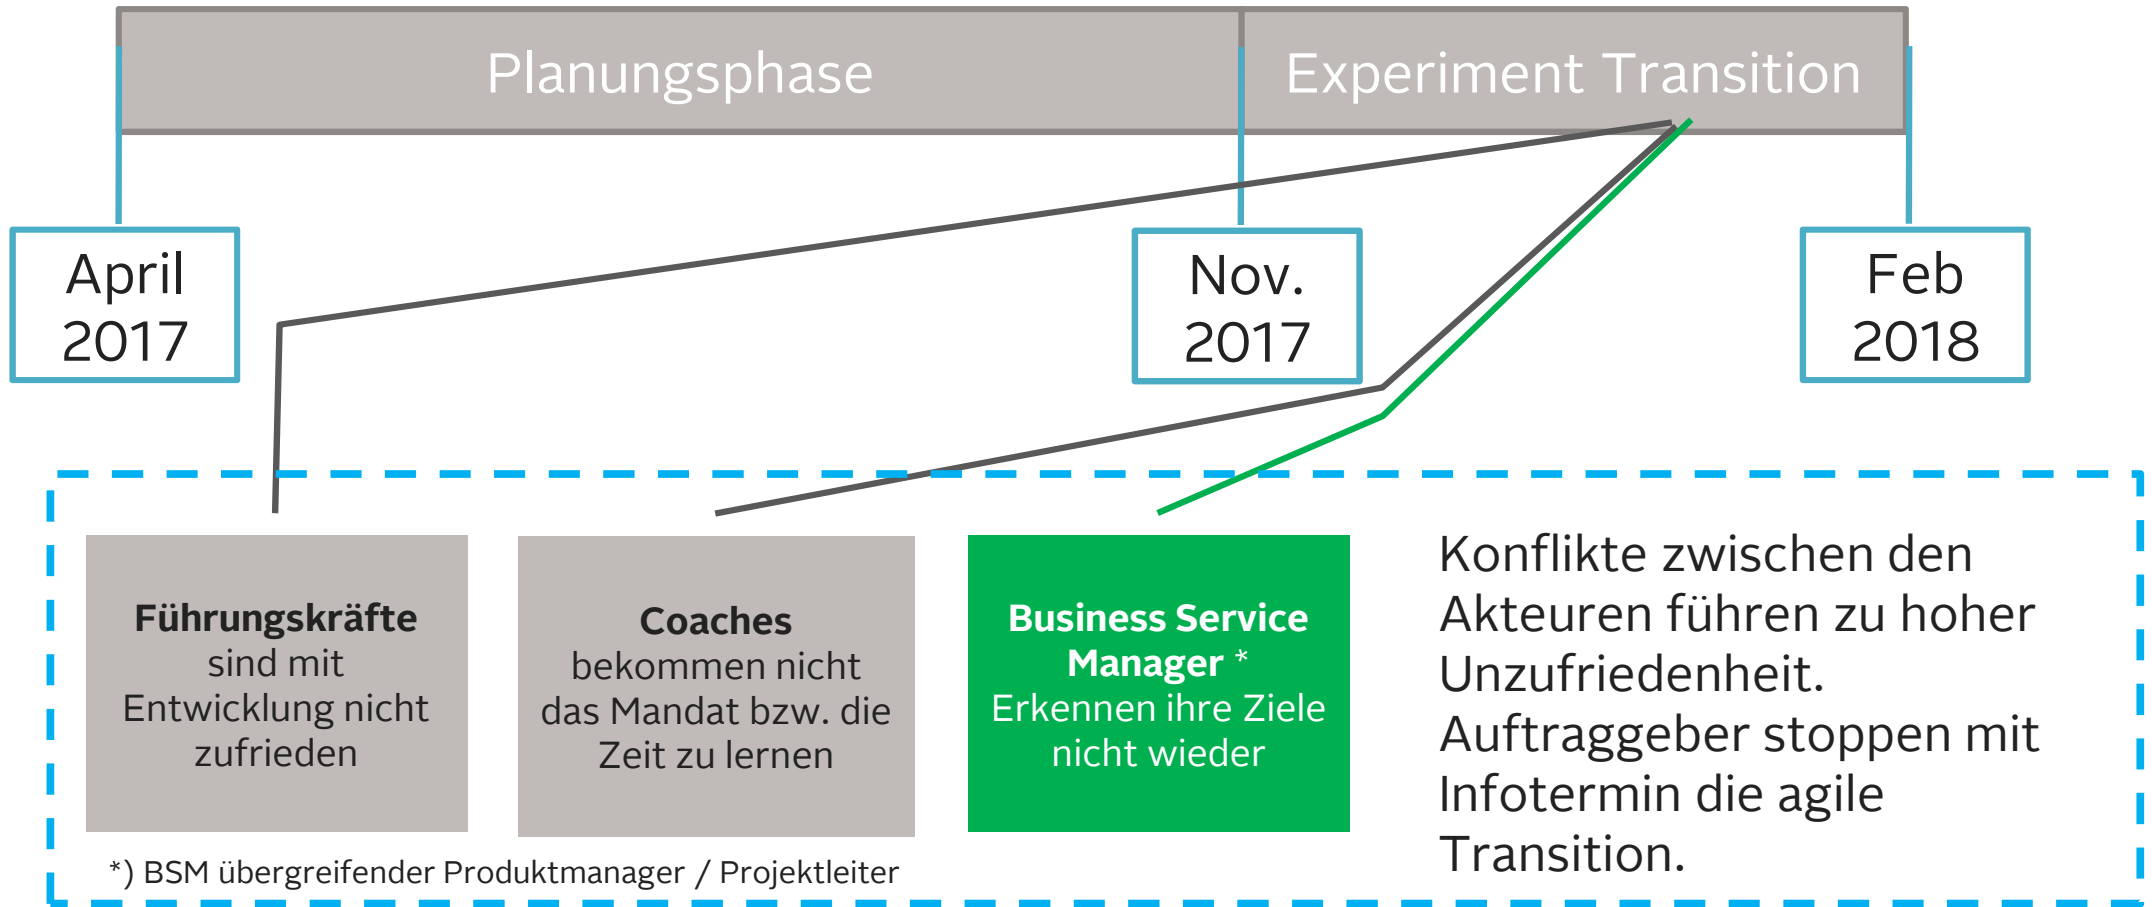 Planungsphase
Experiment Transition
April
2017
Nov.
2017
Feb
2018
Führungskräfte
sind mit
Entwicklung nicht
zufrieden
Coaches
bekommen nicht
das Mandat bzw. die
Zeit zu lernen
Business Service
Manager *
Erkennen ihre Ziele
nicht wieder
Konflikte zwischen den
Akteuren führen zu hoher
Unzufriedenheit.
Auftraggeber stoppen mit
Infotermin die agile
Transition.
*) BSM übergreifender Produktmanager / Projektleiter